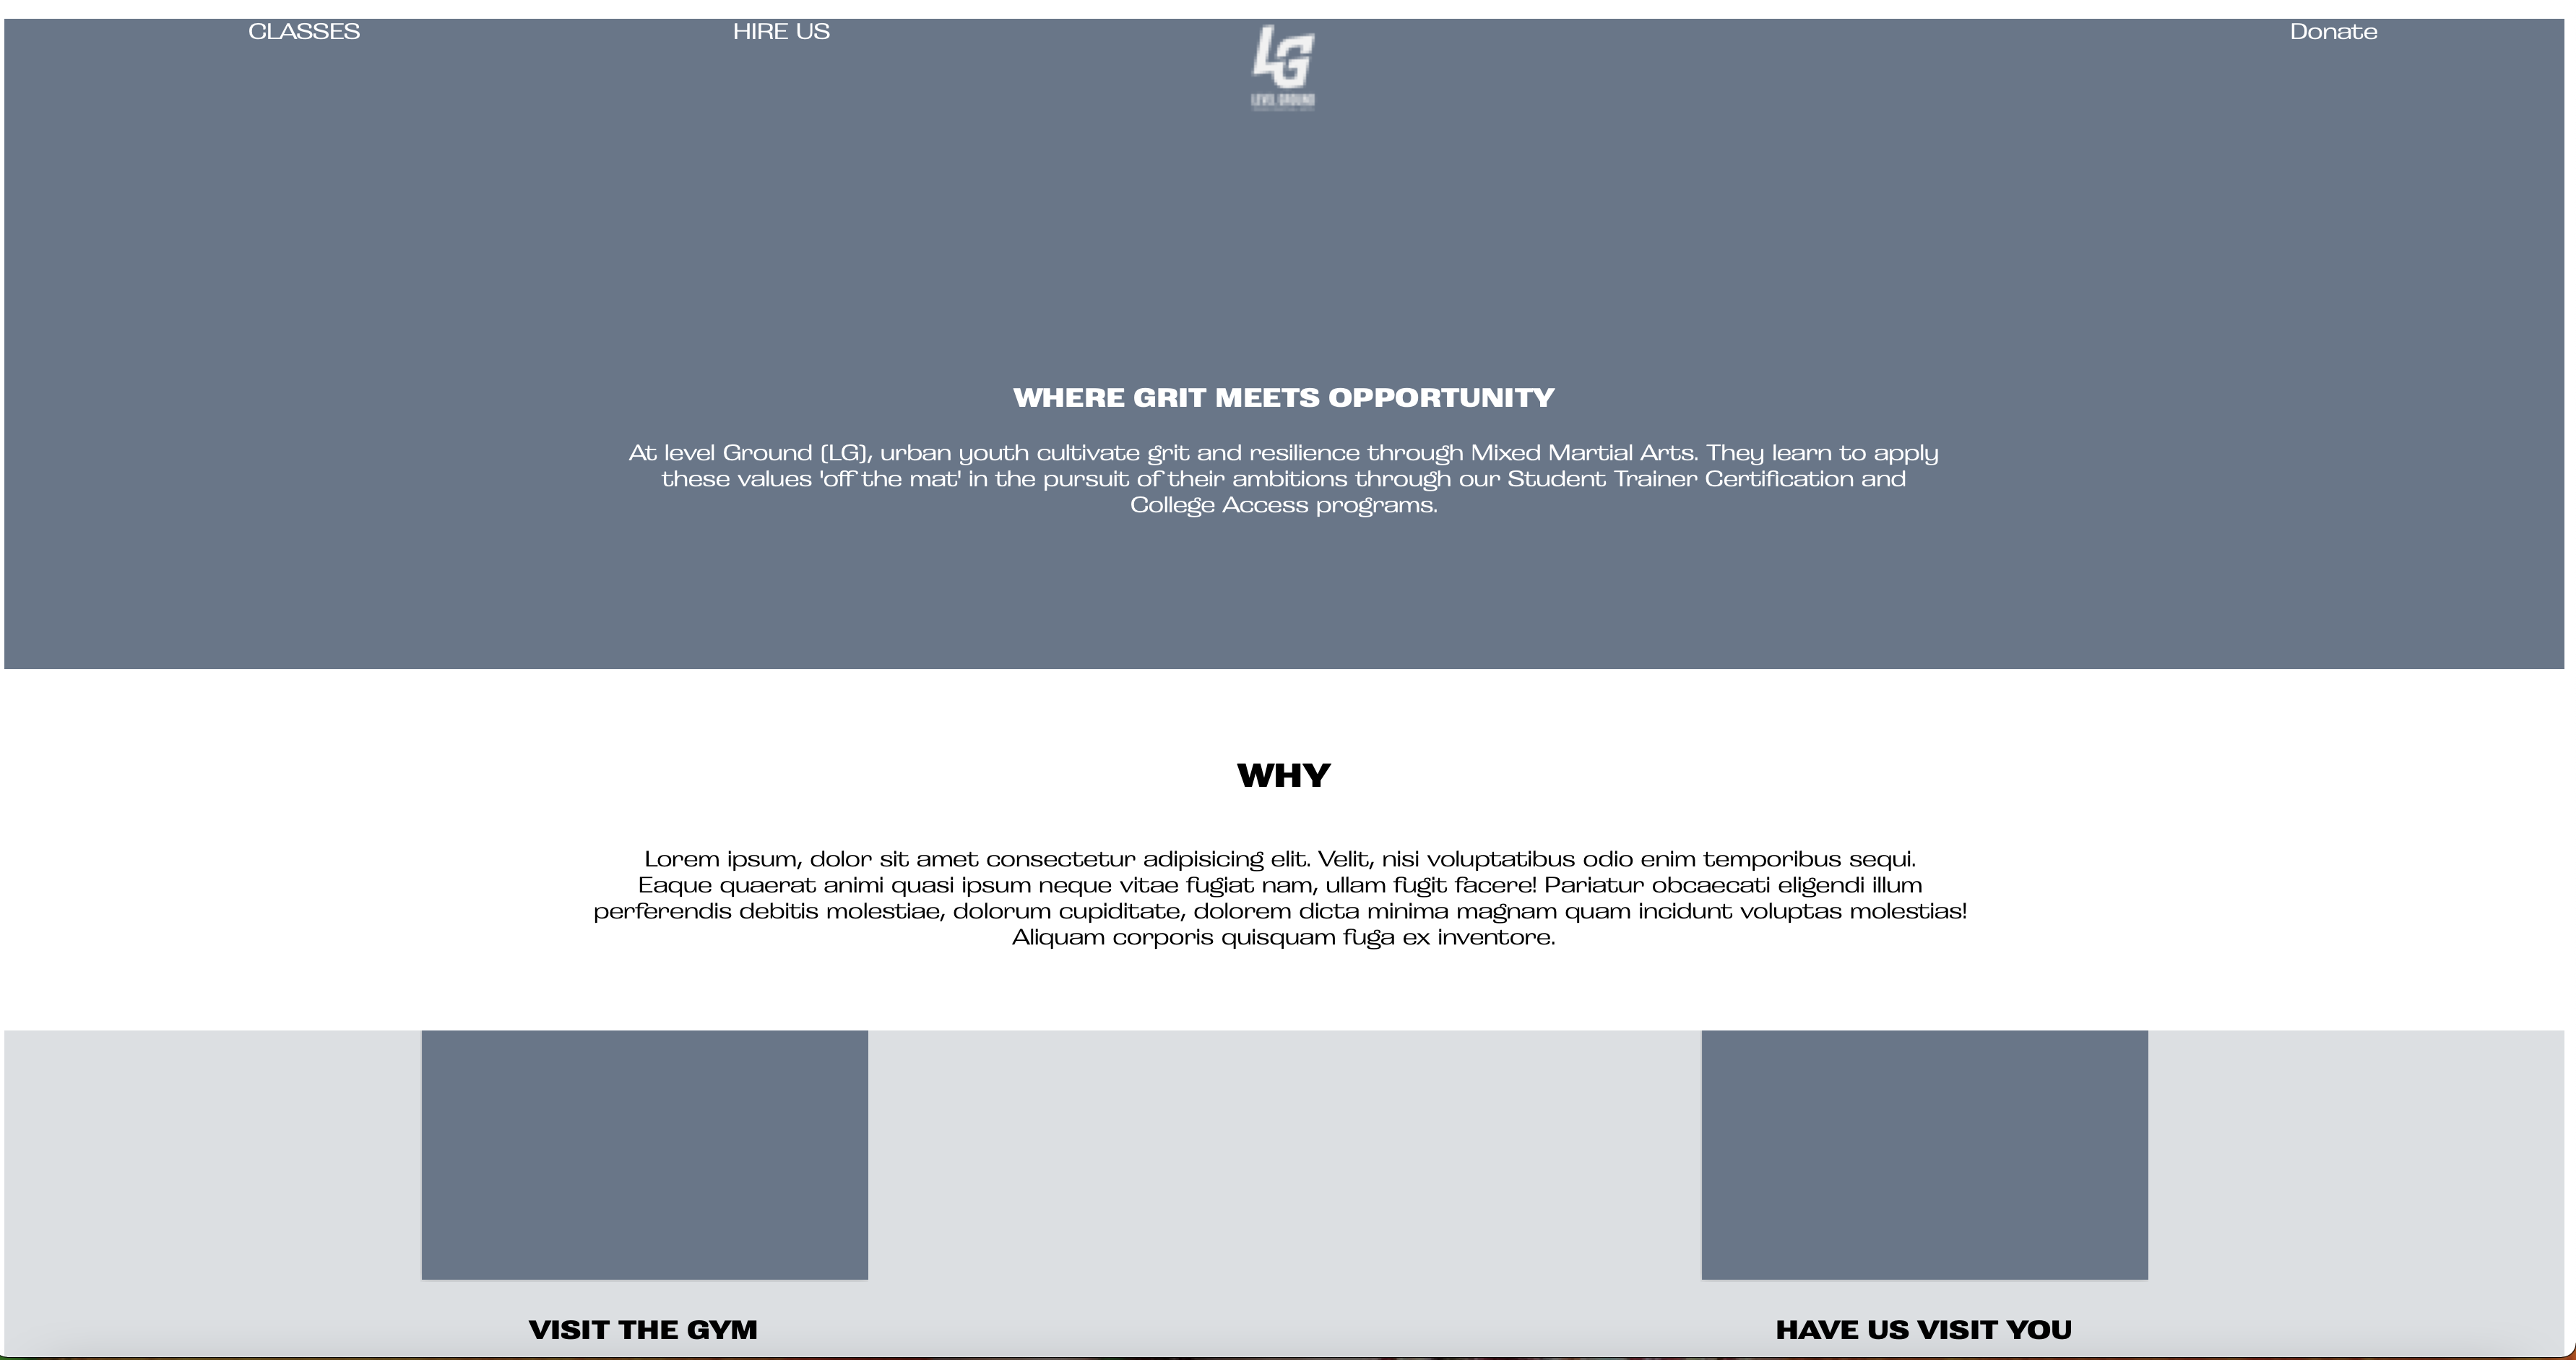 CLASSES
HIRE US
LG
LEVEL GROUND
Donate
WHERE GRIT MEETS OPPORTUNITY
At level Ground (LG), urban youth cultivate grit and resilience through Mixed Martial Arts. They learn to apply
these values 'off the mat' in the pursuit of their ambitions through our Student Trainer Certification and
College Access programs.
WHY
Lorem ipsum, dolor sit amet consectetur adipisicing elit. Velit, nisi voluptatibus odio enim temporibus sequi.
Eaque quaerat animi quasi ipsum neque vitae fugiat nam, ullam fugit facere! Pariatur obcaecati eligendi illum
perferendis debitis molestiae, dolorum cupiditate, dolorem dicta minima magnam quam incidunt voluptas molestias!
Aliquam corporis quisquam fuga ex inventore.
VISIT THE GYM
HAVE US VISIT YOU